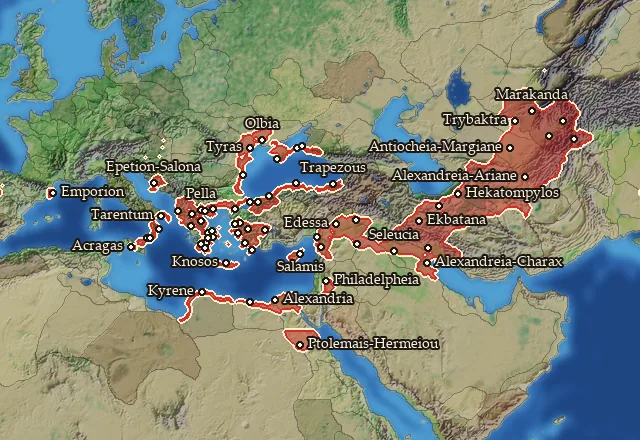 Marakanda
Olbia
Trybaktra
Tyras
Antiocheia-Margiane
Epetion-Salona
Trapezous
Alexandreia-Ariane
Emporion
Pella
Hekatompylos
Tarentum
Edessa
Ekbatana
Seleucia
Acragas
Knosos
Salamis
Alexandreia-Charax
Philadelpheia
Kyrene
Alexandria
Ptolemais-Hermeiou